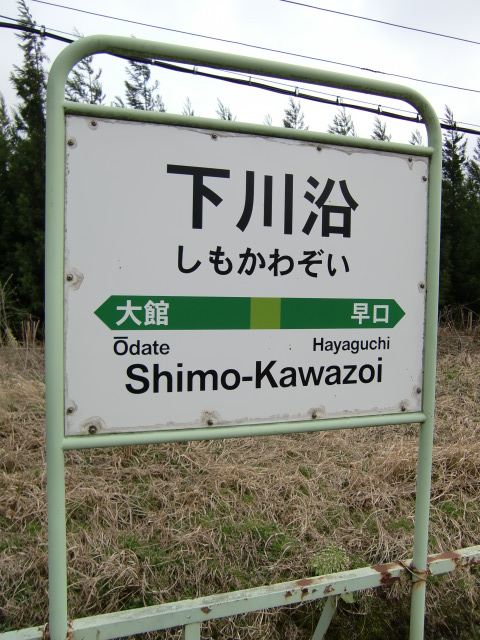 下川沿
しもかわぞい
大館 早口
Ōdate Hayaguchi
Shimo-Kawazoi